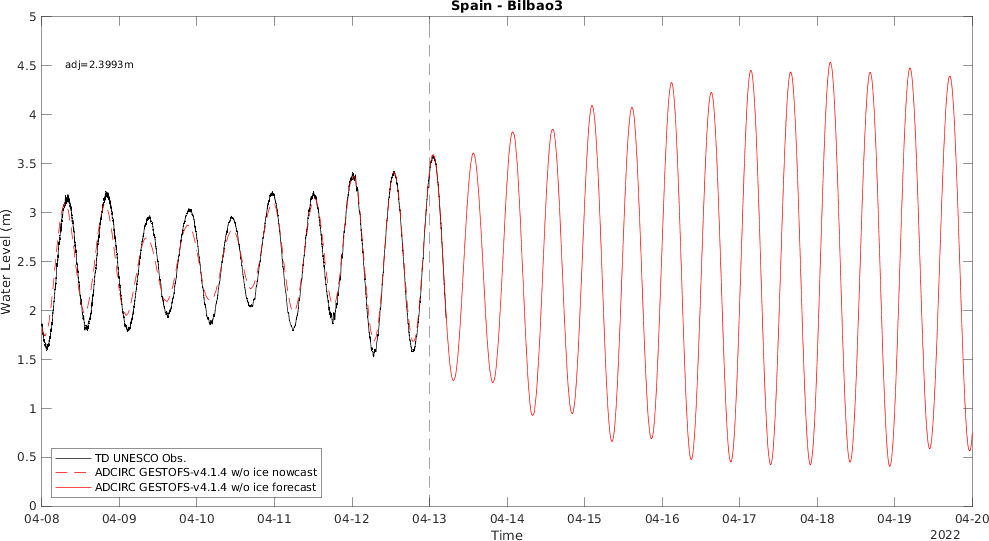 Spain - Bilbao3
adj=2.3993m
5
4.5
4
3.5
3
2.5
2
1.5
1
0.5
0
Water Level (m)
TD UNESCO Obs.
ADCIRC GESTOFS-v4.1.4 w/o ice nowcast
ADCIRC GESTOFS-v4.1.4 w/o ice forecast
04-08 04-09 04-10 04-11 04-12 04-13 04-14 04-15 04-16 04-17 04-18 04-19 04-20
Time
2022